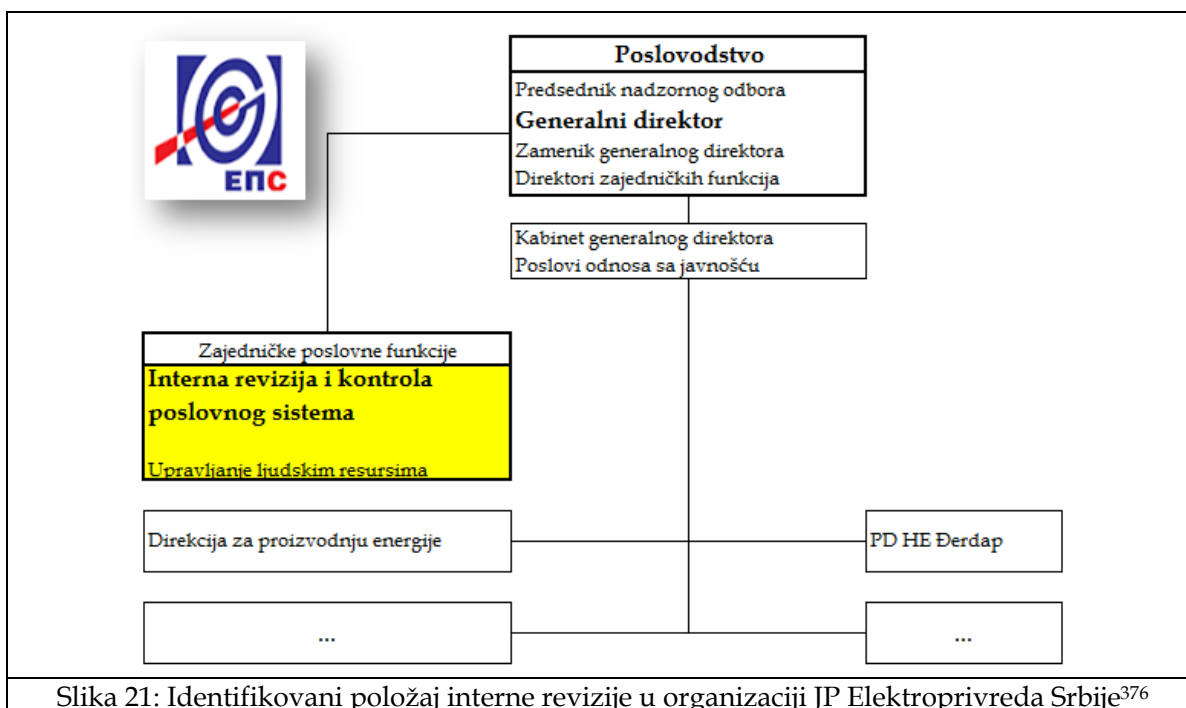 ЕПС
Poslovodstvo
Predsednik nadzornog odbora
Generalni direktor
Zamenik generalnog direktora
Direktori zajedničkih funkcija
Kabinet generalnog direktora
Poslovi odnosa sa javnošću
Zajedničke poslovne funkcije
Interna revizija i kontrola
poslovnog sistema
Upravljanje ljudskim resursima
Direkcija za proizvodnju energije
PD HE Đerdap
...
...
Slika 21: Identifikovani položaj interne revizije u organizaciji JP Elektroprivreda Srbije³⁷⁶